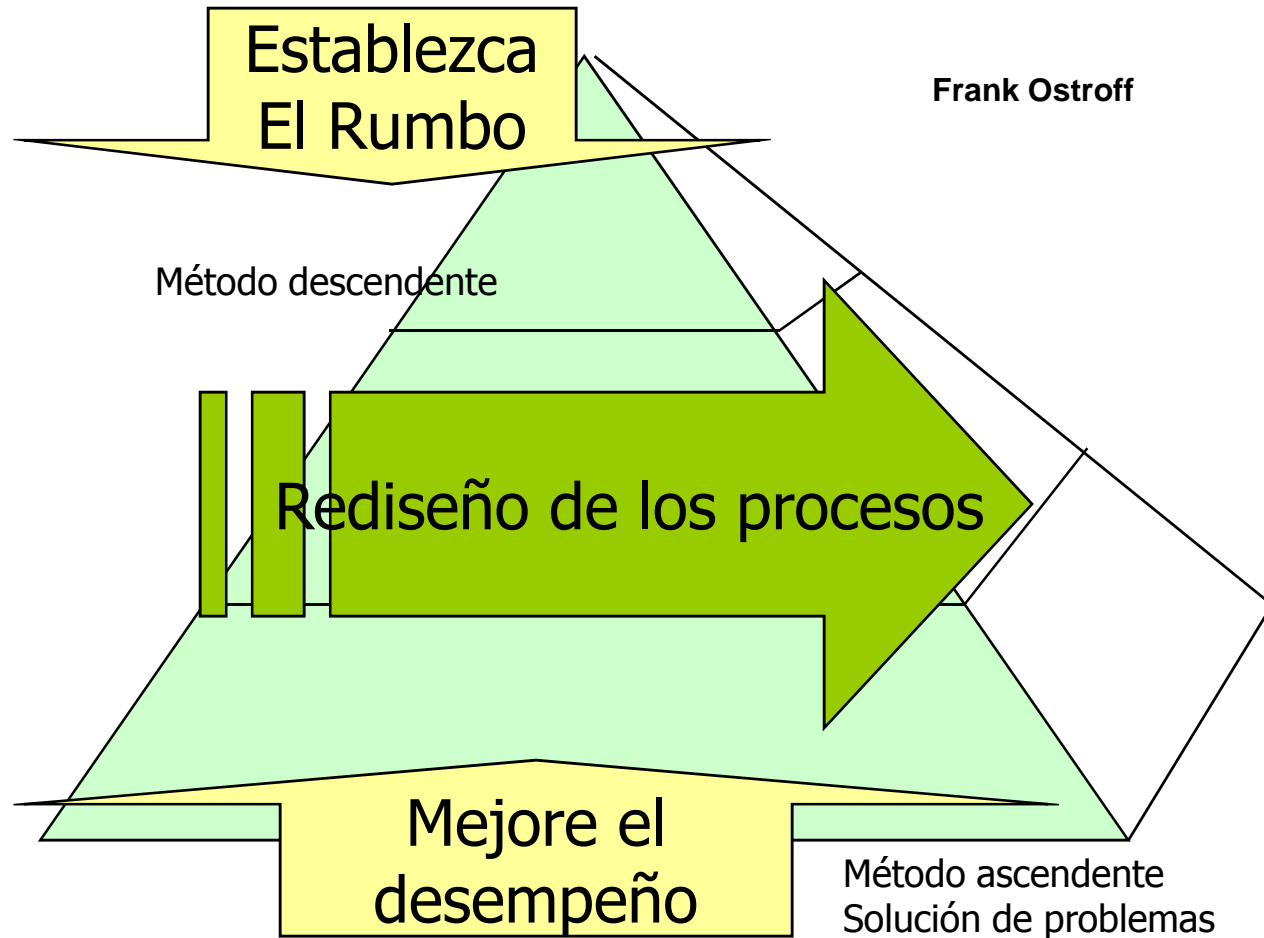 Establezca
El Rumbo
Frank Ostroff
Método descendente
Rediseño de los procesos
Mejore el
desempeño
Método ascendente
Solución de problemas